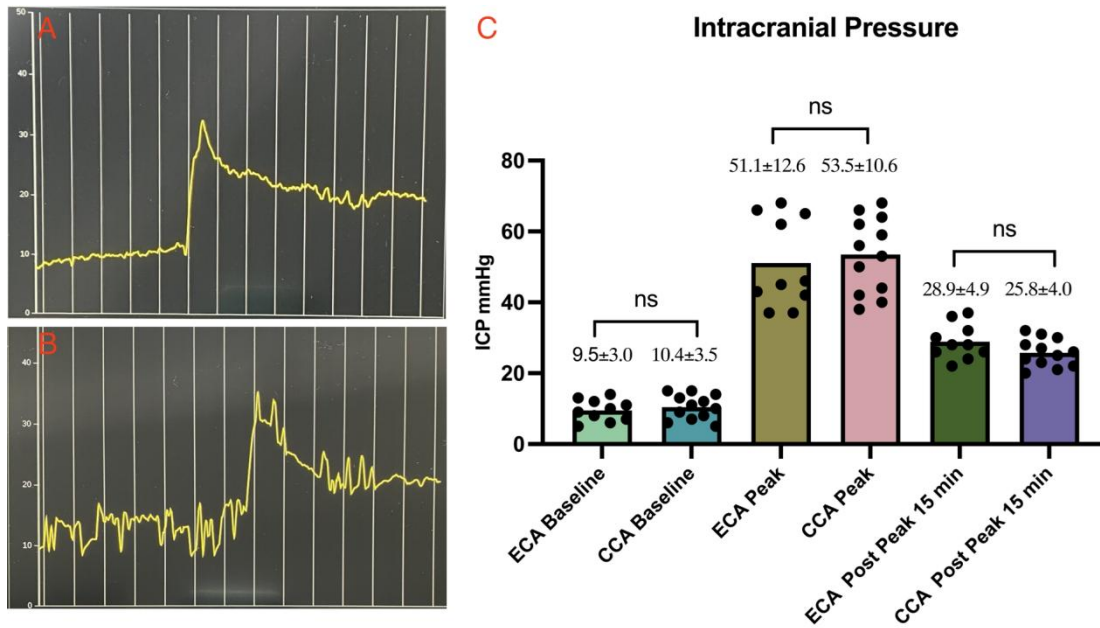 A
50
40
30
20
10
0
B
40
30
20
10
0
C
Intracranial Pressure
ICP mmHg
80
60
40
20
0
ns
9.5±3.0 10.4±3.5
ns
51.1±12.6 53.5±10.6
ns
28.9±4.9 25.8±4.0
ECA Baseline
CCA Baseline
ECA Peak
CCA Peak
ECA Post Peak 15 min
CCA Post Peak 15 min